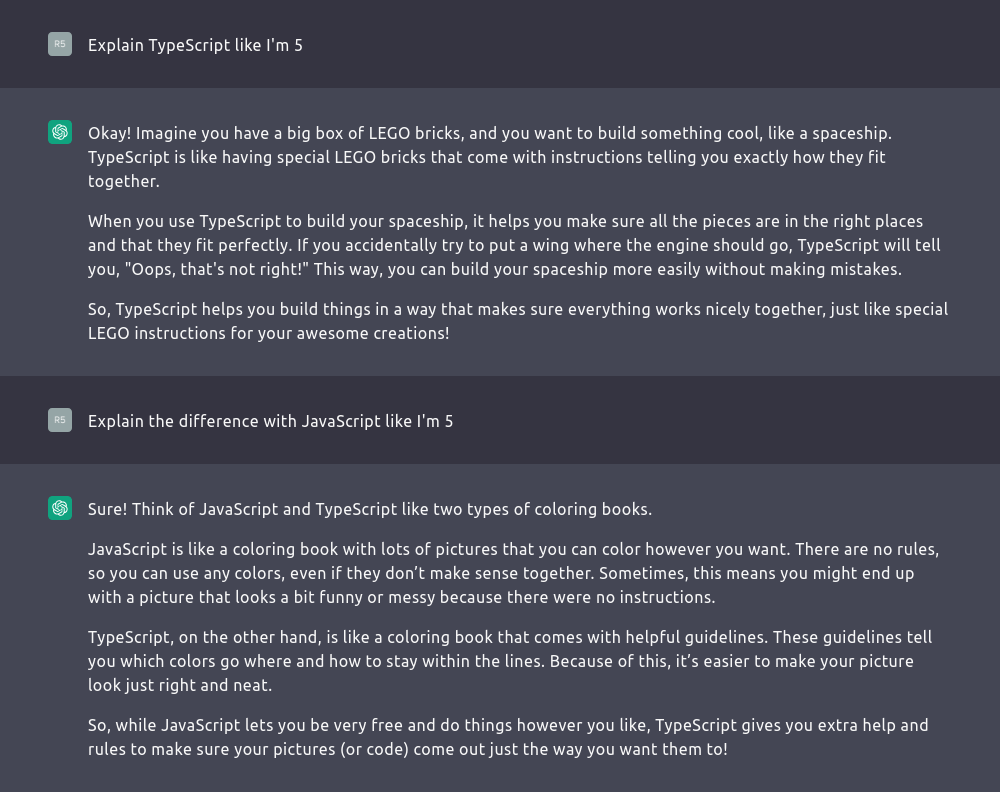 R5
Explain TypeScript like I'm 5
Okay! Imagine you have a big box of LEGO bricks, and you want to build something cool, like a spaceship.
TypeScript is like having special LEGO bricks that come with instructions telling you exactly how they fit
together.
When you use TypeScript to build your spaceship, it helps you make sure all the pieces are in the right places
and that they fit perfectly. If you accidentally try to put a wing where the engine should go, TypeScript will tell
you, "Oops, that's not right!" This way, you can build your spaceship more easily without making mistakes.
So, TypeScript helps you build things in a way that makes sure everything works nicely together, just like special
LEGO instructions for your awesome creations!
R5
Explain the difference with JavaScript like I'm 5
Sure! Think of JavaScript and TypeScript like two types of coloring books.
JavaScript is like a coloring book with lots of pictures that you can color however you want. There are no rules,
so you can use any colors, even if they don’t make sense together. Sometimes, this means you might end up
with a picture that looks a bit funny or messy because there were no instructions.
TypeScript, on the other hand, is like a coloring book that comes with helpful guidelines. These guidelines tell
you which colors go where and how to stay within the lines. Because of this, it’s easier to make your picture
look just right and neat.
So, while JavaScript lets you be very free and do things however you like, TypeScript gives you extra help and
rules to make sure your pictures (or code) come out just the way you want them to!